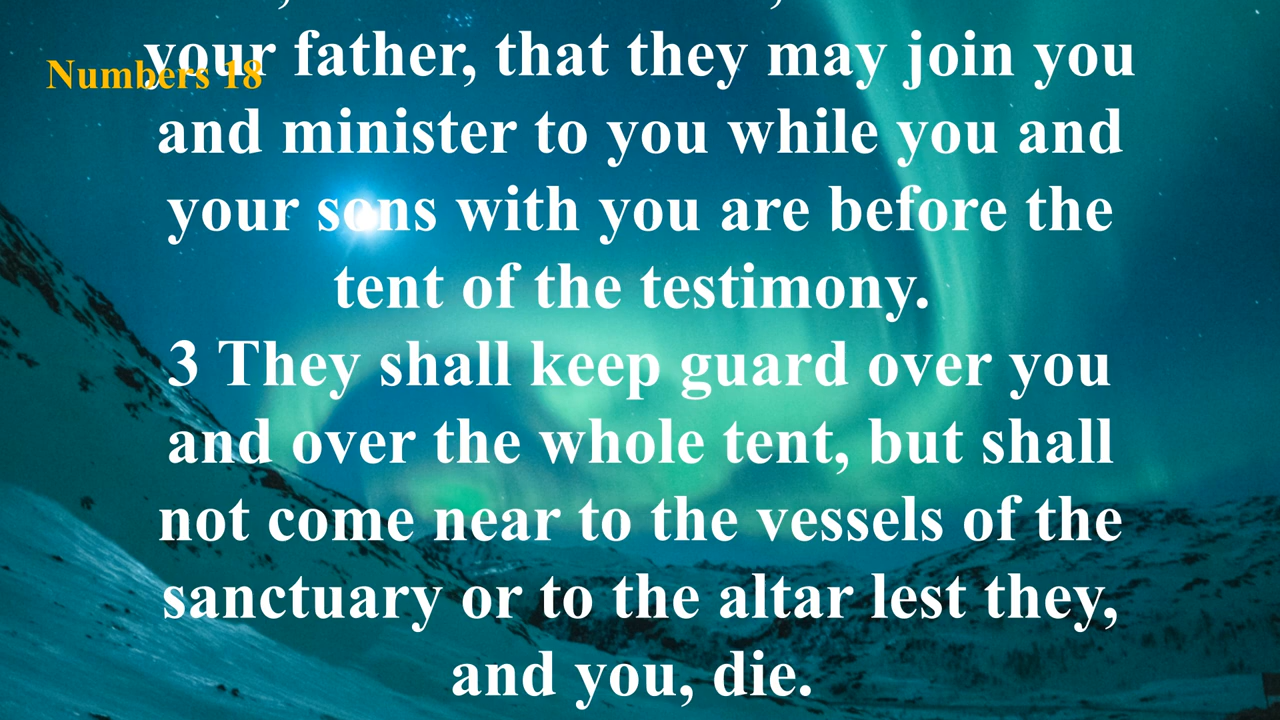 Numbers 18
your father, that they may join you
and minister to you while you and
your sons with you are before the
tent of the testimony.
3 They shall keep guard over you
and over the whole tent, but shall
not come near to the vessels of the
sanctuary or to the altar lest they,
and you, die.